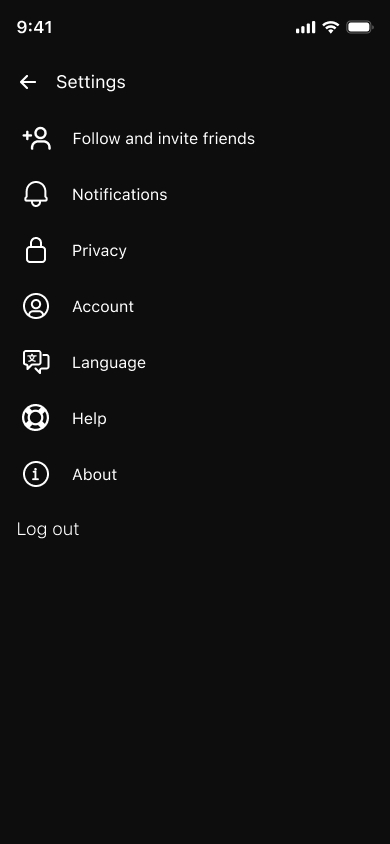 9:41
Settings
Follow and invite friends
Notifications
Privacy
Account
Language
Help
About
Log out